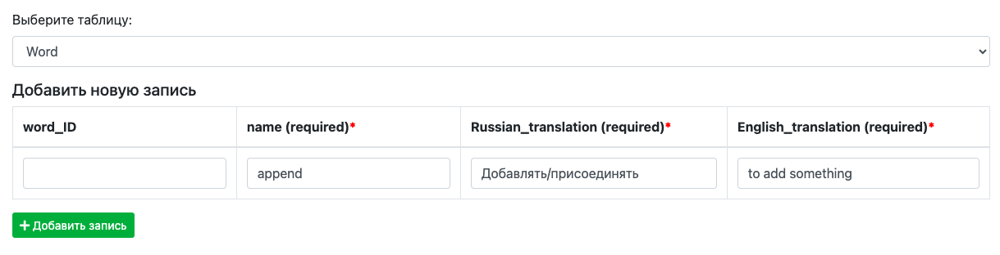 Выберите таблицу:
Word
Добавить новую запись
word_ID name (required)* Russian_translation (required)* English_translation (required)*
append Добавлять/присоединять to add something
+ Добавить запись